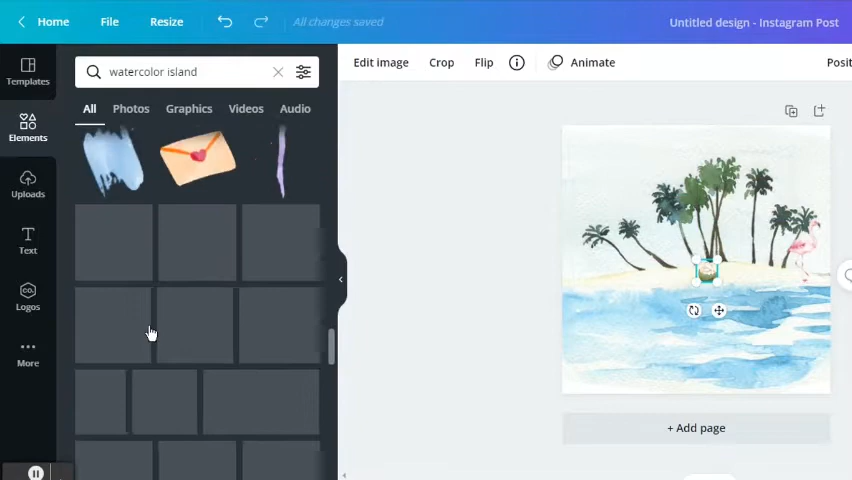 Home File Resize All changes saved Untitled design - Instagram Post
Templates
Elements
Uploads
Text
Logos
More
watercolor island
All Photos Graphics Videos Audio
Edit image Crop Flip Animate Posit
+ Add page